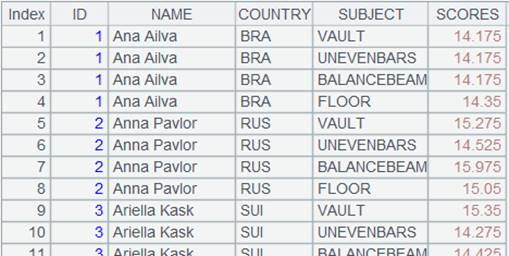 Index ID NAME COUNTRY SUBJECT SCORES
1 1 Ana Ailva BRA VAULT 14.175
2 1 Ana Ailva BRA UNEVENBARS 14.175
3 1 Ana Ailva BRA BALANCEBEAM 14.175
4 1 Ana Ailva BRA FLOOR 14.35
5 2 Anna Pavlor RUS VAULT 15.275
6 2 Anna Pavlor RUS UNEVENBARS 14.525
7 2 Anna Pavlor RUS BALANCEBEAM 15.975
8 2 Anna Pavlor RUS FLOOR 15.05
9 3 Ariella Kask SUI VAULT 15.35
10 3 Ariella Kask SUI UNEVENBARS 14.275
11 3 Ariella Kask SUI BALANCEBEAM 14.425